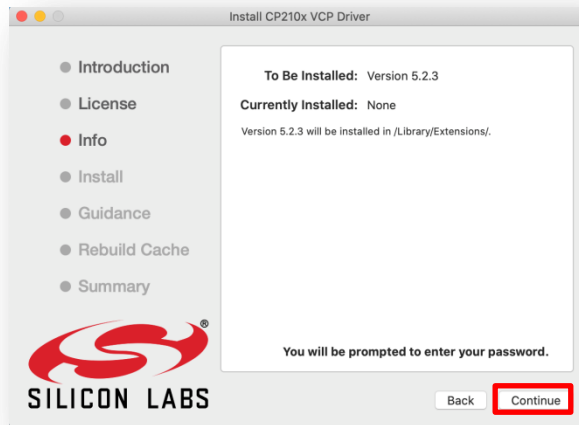 Install CP210x VCP Driver
Introduction
License
Info
Install
Guidance
Rebuild Cache
Summary
To Be Installed: Version 5.2.3
Currently Installed: None
Version 5.2.3 will be installed in /Library/Extensions/.
You will be prompted to enter your password.
®
SILICON LABS
Back
Continue